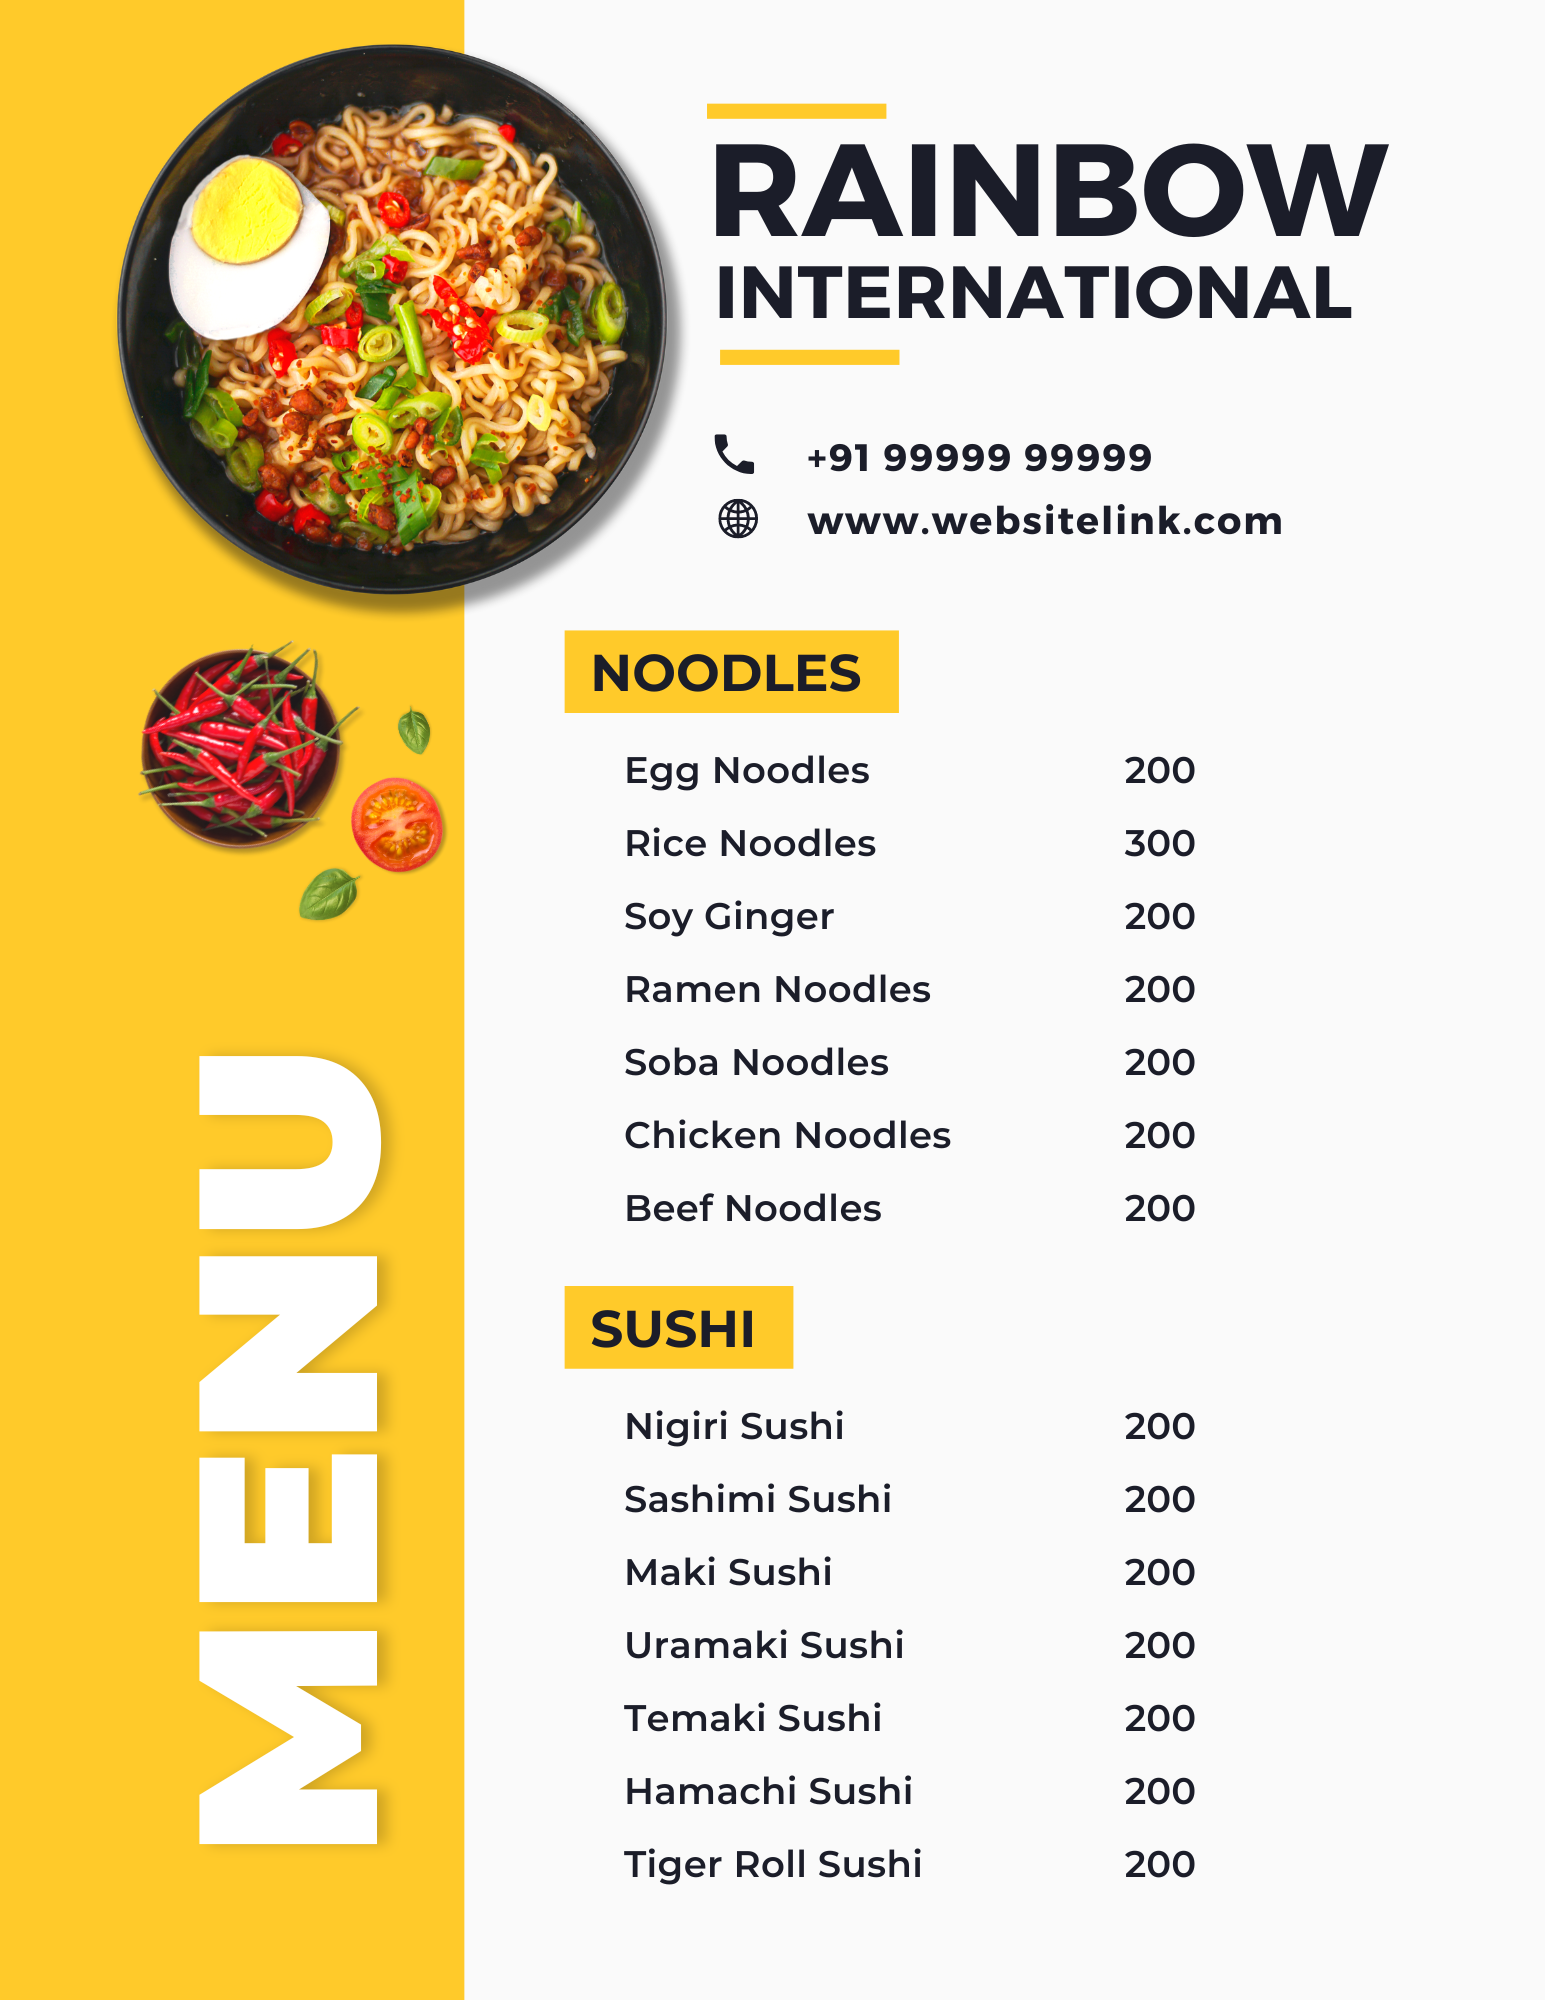 RAINBOW
INTERNATIONAL
+91 99999 99999
www.websitelink.com
NOODLES
Egg Noodles 200
Rice Noodles 300
Soy Ginger 200
Ramen Noodles 200
Soba Noodles 200
Chicken Noodles 200
Beef Noodles 200
SUSHI
Nigiri Sushi 200
Sashimi Sushi 200
Maki Sushi 200
Uramaki Sushi 200
Temaki Sushi 200
Hamachi Sushi 200
Tiger Roll Sushi 200
MENU